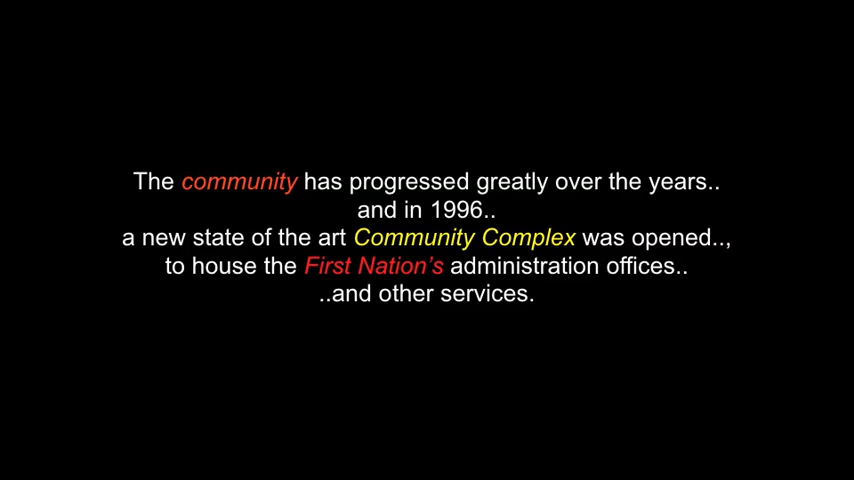 The community has progressed greatly over the years..
and in 1996..
a new state of the art Community Complex was opened..,
to house the First Nation’s administration offices..
..and other services.